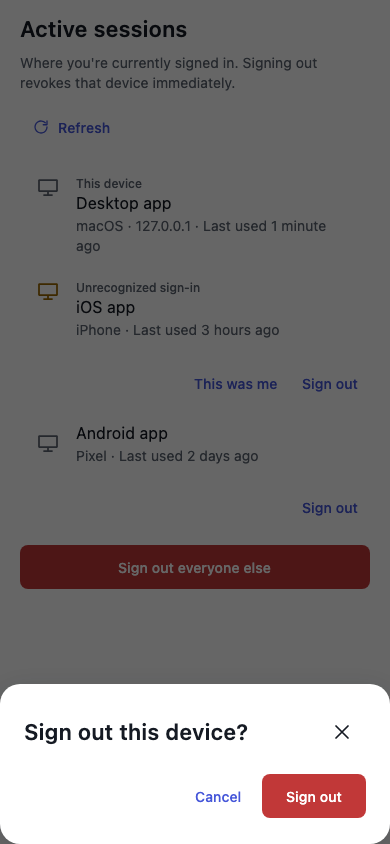 Active sessions
Where you're currently signed in. Signing out
revokes that device immediately.
Refresh
This device
Desktop app
macOS · 127.0.0.1 · Last used 1 minute
ago
Unrecognized sign-in
iOS app
iPhone · Last used 3 hours ago
This was me
Sign out
Android app
Pixel · Last used 2 days ago
Sign out
Sign out everyone else
Sign out this device?
Cancel
Sign out